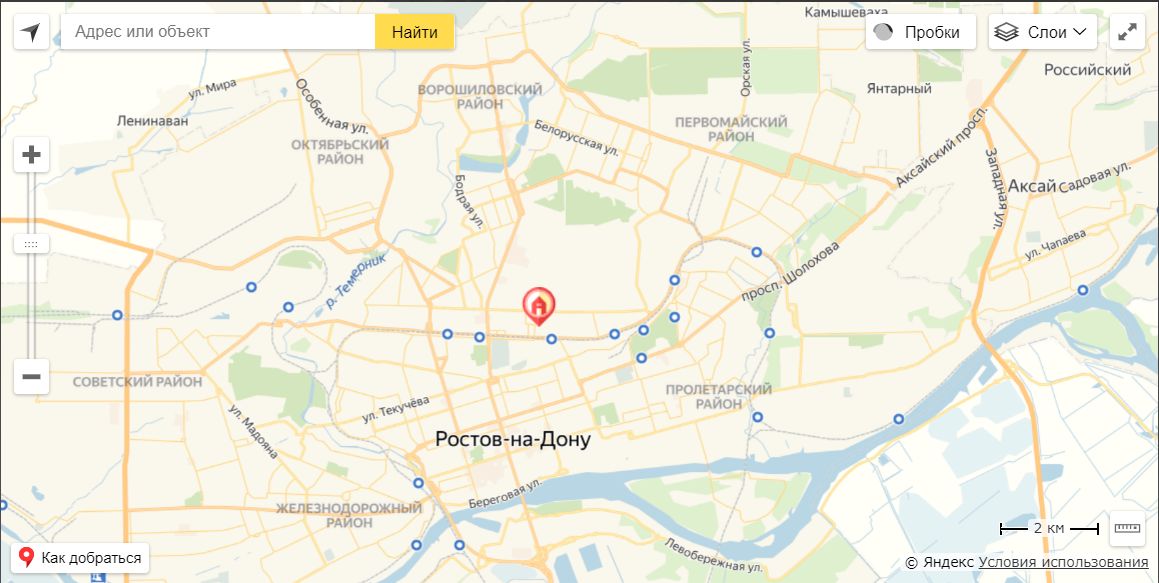 Адрес или объект
Найти
Камышеваха
Пробки
Слои
Российский
Янтарный
Орская ул.
ул. Мира
Особенная ул.
ВОРОШИЛОВСКИЙ
РАЙОН
Ленинаван
ОКТЯБРЬСКИЙ
РАЙОН
Белорусская ул.
ПЕРВОМАЙСКИЙ
РАЙОН
Аксайский просп.
Западная ул.
Аксай
Садовая ул.
Бодрая ул.
ул. Чапаева
р. Темерник
просп. Шолохова
СОВЕТСКИЙ РАЙОН
ул. Мадояна
ул. Текучёва
ПРОЛЕТАРСКИЙ
РАЙОН
Ростов-на-Дону
Береговая ул.
ЖЕЛЕЗНОДОРОЖНЫЙ
РАЙОН
Левобережная ул.
2 км
Как добраться
© Яндекс Условия использования